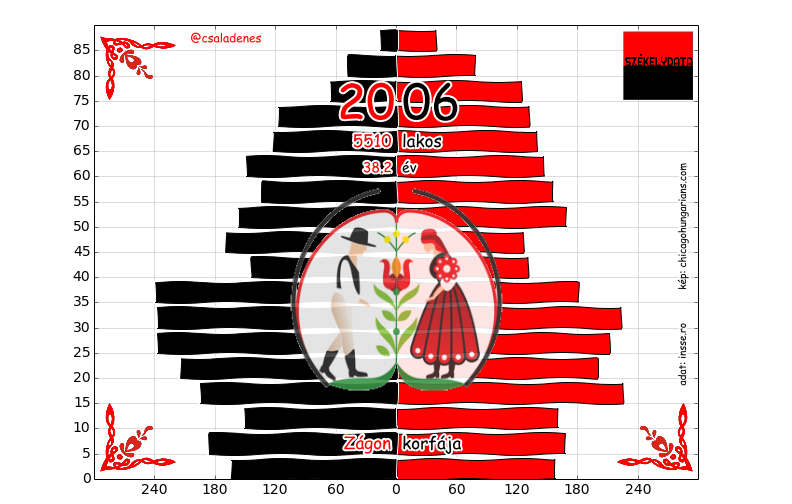 @csaladenes
SZÉKELYDATA
2006
5510 lakos
38.2 év
kép: chicagohungarians.com
adat: insse.ro
Zágon korfája
85
80
75
70
65
60
55
50
45
40
35
30
25
20
15
10
5
0
240 180 120 60 0 60 120 180 240